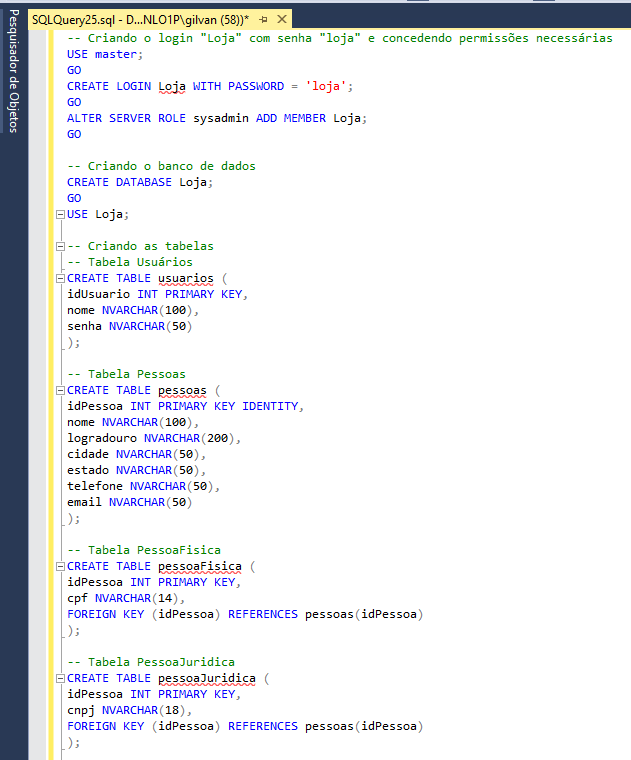 SQLQuery25.sql - D...NLO1P\gilvan (58))*
Pesquisador de Objetos
-- Criando o login "Loja" com senha "loja" e concedendo permissões necessárias
USE master;
GO
CREATE LOGIN Loja WITH PASSWORD = 'loja';
GO
ALTER SERVER ROLE sysadmin ADD MEMBER Loja;
GO
-- Criando o banco de dados
CREATE DATABASE Loja;
GO
USE Loja;
-- Criando as tabelas
-- Tabela Usuários
CREATE TABLE usuarios (
idUsuario INT PRIMARY KEY,
nome NVARCHAR(100),
senha NVARCHAR(50)
);
-- Tabela Pessoas
CREATE TABLE pessoas (
idPessoa INT PRIMARY KEY IDENTITY,
nome NVARCHAR(100),
logradouro NVARCHAR(200),
cidade NVARCHAR(50),
estado NVARCHAR(50),
telefone NVARCHAR(50),
email NVARCHAR(50)
);
-- Tabela PessoaFisica
CREATE TABLE pessoaFisica (
idPessoa INT PRIMARY KEY,
cpf NVARCHAR(14),
FOREIGN KEY (idPessoa) REFERENCES pessoas(idPessoa)
);
-- Tabela PessoaJuridica
CREATE TABLE pessoaJuridica (
idPessoa INT PRIMARY KEY,
cnpj NVARCHAR(18),
FOREIGN KEY (idPessoa) REFERENCES pessoas(idPessoa)
);